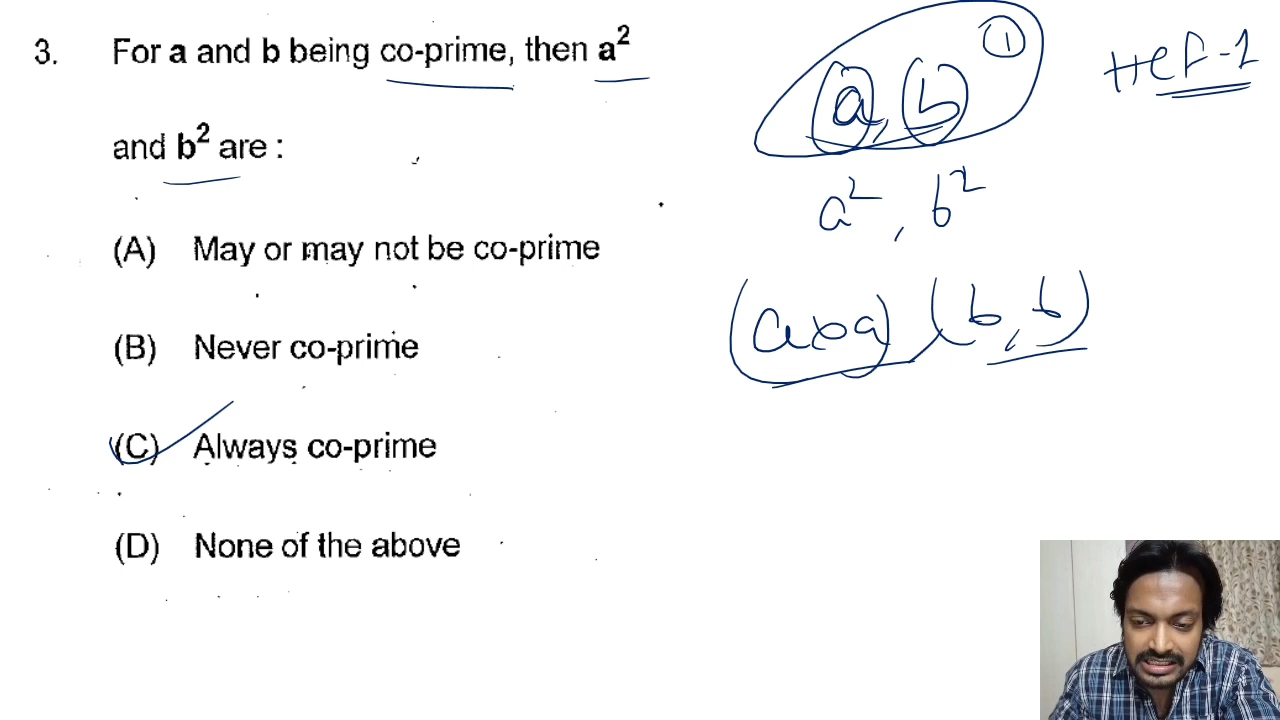 3. For a and b being co-prime, then a²
and b² are :
(A) May or may not be co-prime
(B) Never co-prime
(C) Always co-prime
(D) None of the above
a, b ①
HCF-1
a², b²
(a×a) (b, b)